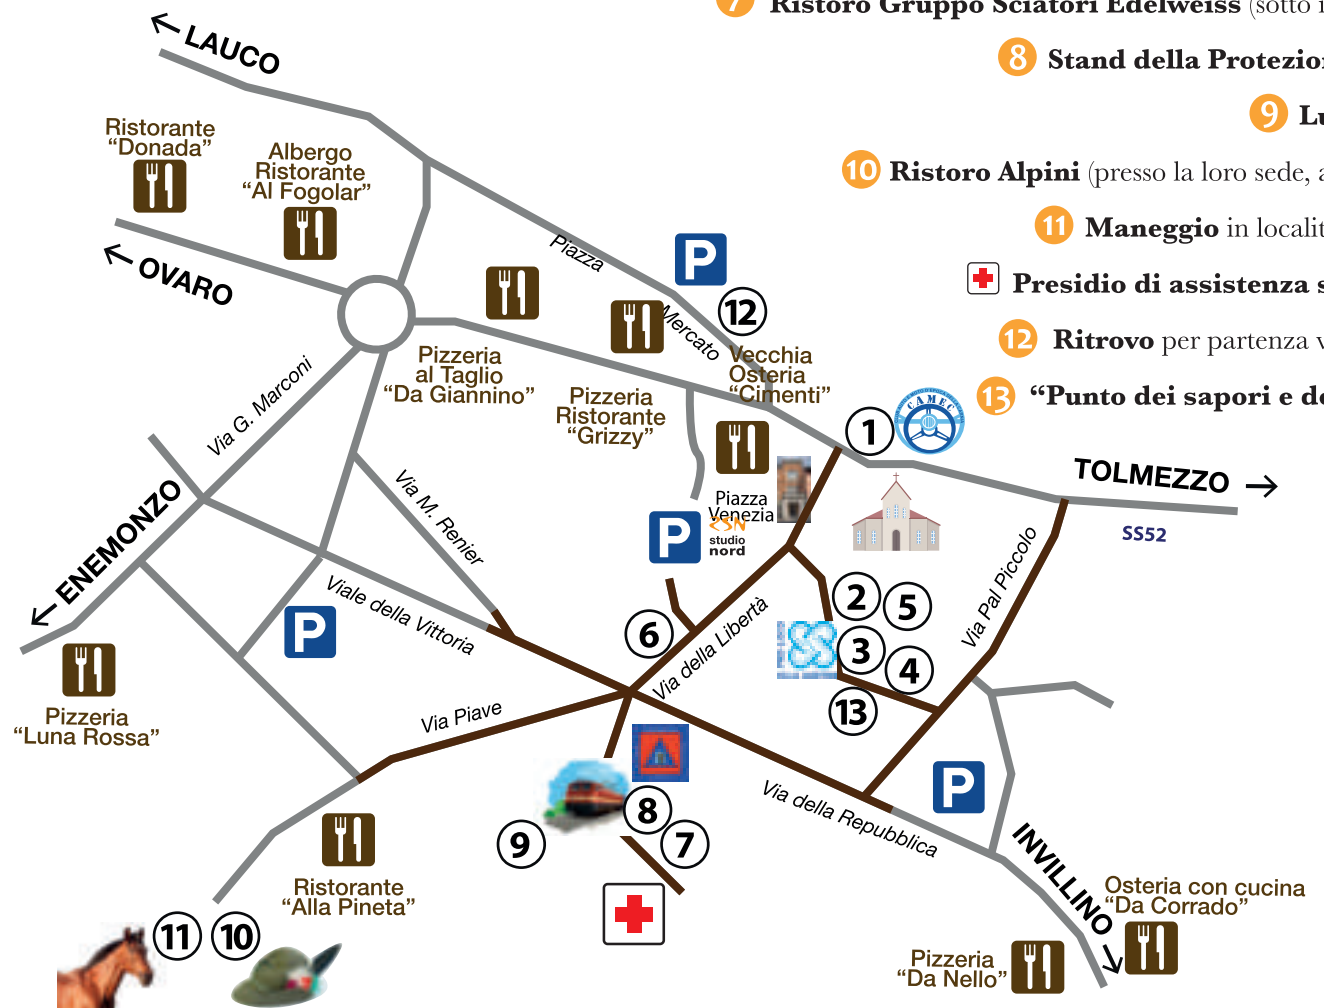 7 Ristoro Gruppo Sciatori Edelweiss (sotto i
8 Stand della Protezion
9 Lu
10 Ristoro Alpini (presso la loro sede, a
11 Maneggio in localit
Presidio di assistenza s
12 Ritrovo per partenza v
13 “Punto dei sapori e de
← LAUCO
Ristorante
“Donada”
Albergo
Ristorante
“Al Fogolar”
← OVARO
Piazza
Mercato
P
12
Vecchia
Osteria
“Cimenti”
Pizzeria
al Taglio
“Da Giannino”
Pizzeria
Ristorante
“Grizzy”
Via G. Marconi
Via M. Renier
1
CAMEC
TOLMEZZO →
SS52
Piazza
Venezia
P
studio
nord
← ENEMONZO
Viale della Vittoria
P
6
Via della Libertà
2
5
3
4
13
Via Pal Piccolo
Pizzeria
“Luna Rossa”
Via Piave
8
9
7
Via della Repubblica
P
INVILLINO →
Ristorante
“Alla Pineta”
11
10
Osteria con cucina
“Da Corrado”
Pizzeria
“Da Nello”